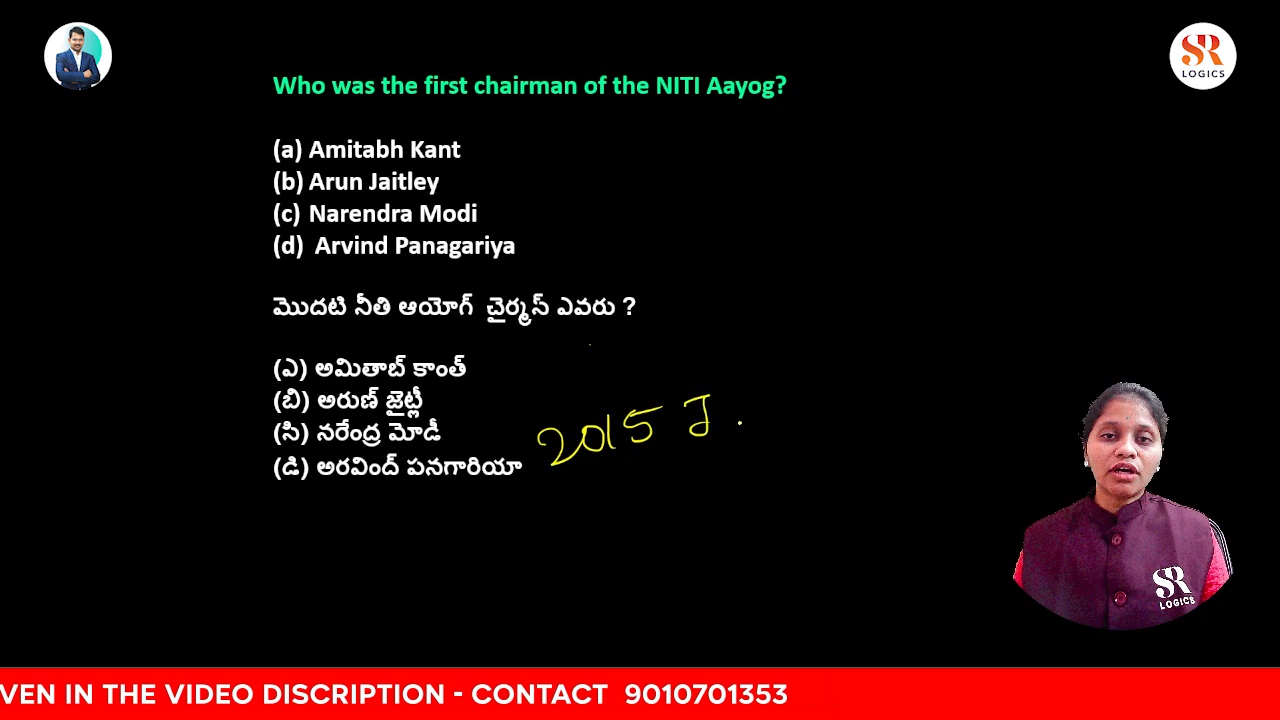 SR
LOGICS
Who was the first chairman of the NITI Aayog?
(a) Amitabh Kant
(b) Arun Jaitley
(c) Narendra Modi
(d) Arvind Panagariya
మొదటి నీతి ఆయోగ్ చైర్మస్ ఎవరు ?
(ఎ) అమితాబ్ కాంత్
(బి) అరుణ్ జైట్లీ
(సి) నరేంద్ర మోడీ
(డి) అరవింద్ పనగారియా
2015 J .
SR
LOGICS
VEN IN THE VIDEO DISCRIPTION - CONTACT 9010701353